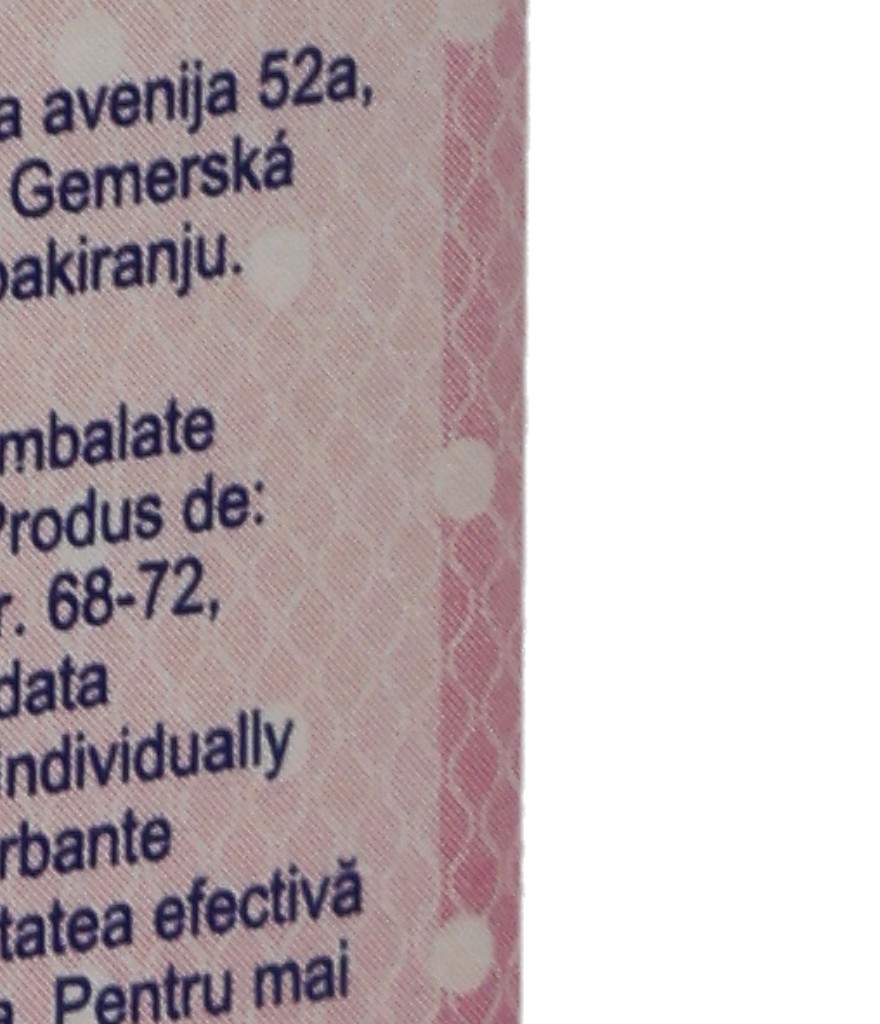 a avenija 52a,
Gemerská
pakiranju.
mbalate
Produs de:
r. 68-72,
data
individually
rbante
tatea efectivă
a. Pentru mai